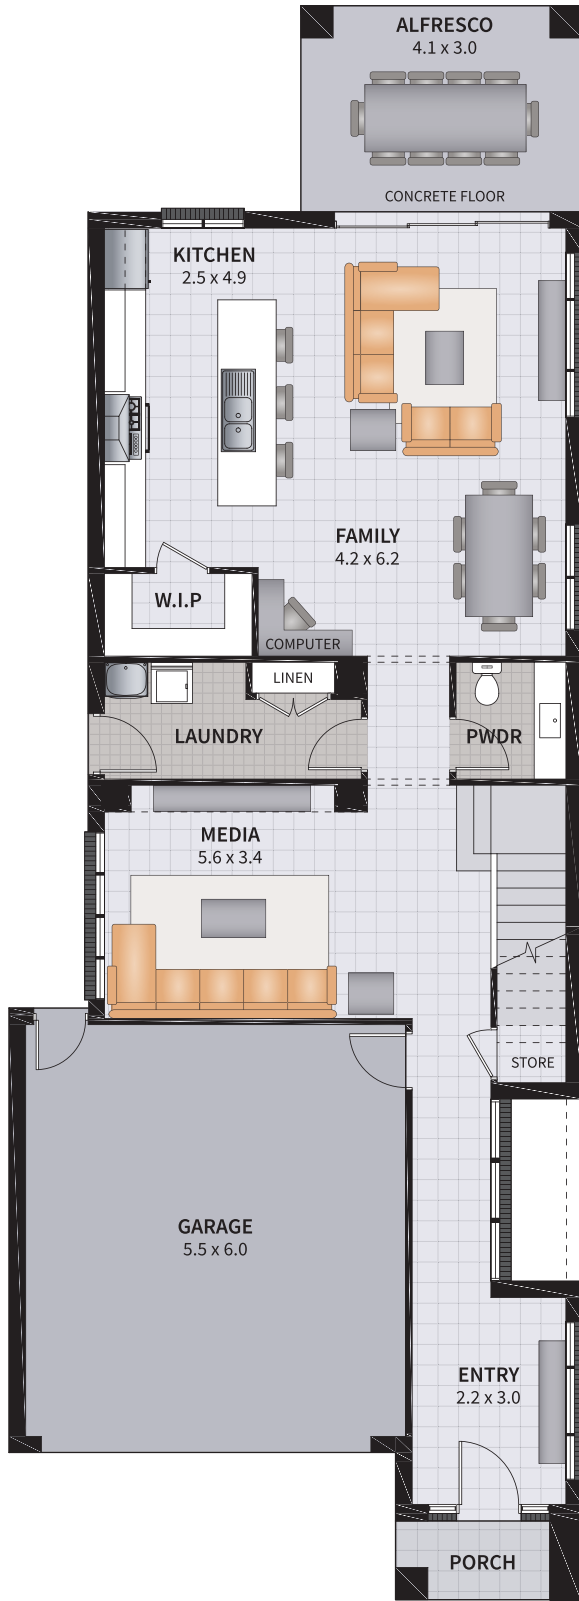 ALFRESCO
4.1 x 3.0
CONCRETE FLOOR
KITCHEN
2.5 x 4.9
FAMILY
4.2 x 6.2
W.I.P
COMPUTER
LINEN
LAUNDRY
PWDR
MEDIA
5.6 x 3.4
STORE
GARAGE
5.5 x 6.0
ENTRY
2.2 x 3.0
PORCH